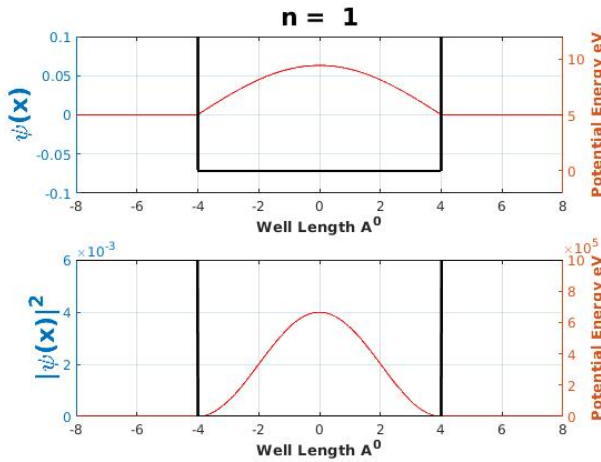 n = 1
0.1
0.05
0
-0.05
-0.1
ψ(x)
10
5
0
Potential Energy eV
-8 -6 -4 -2 0 2 4 6 8
Well Length A⁰
×10⁻³
6
4
2
0
|ψ(x)|²
×10⁵
10
8
6
4
2
0
Potential Energy eV
-8 -6 -4 -2 0 2 4 6 8
Well Length A⁰